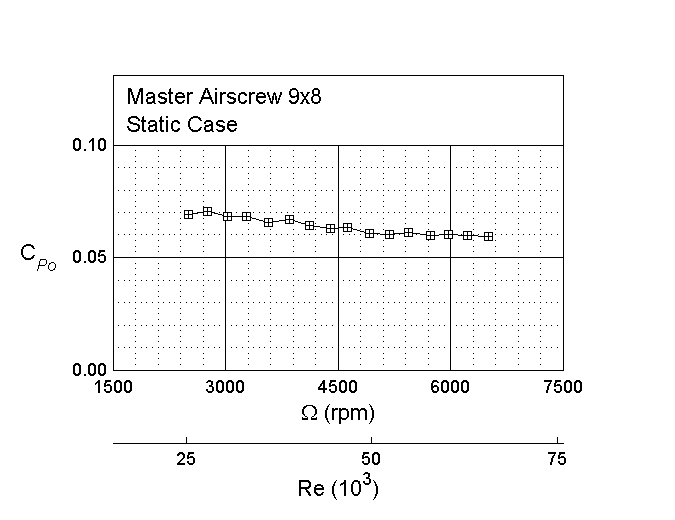 Master Airscrew 9x8
Static Case
0.10
C_Po 0.05
0.00
1500 3000 4500 6000 7500
Ω (rpm)
25 50 75
Re (10^3)